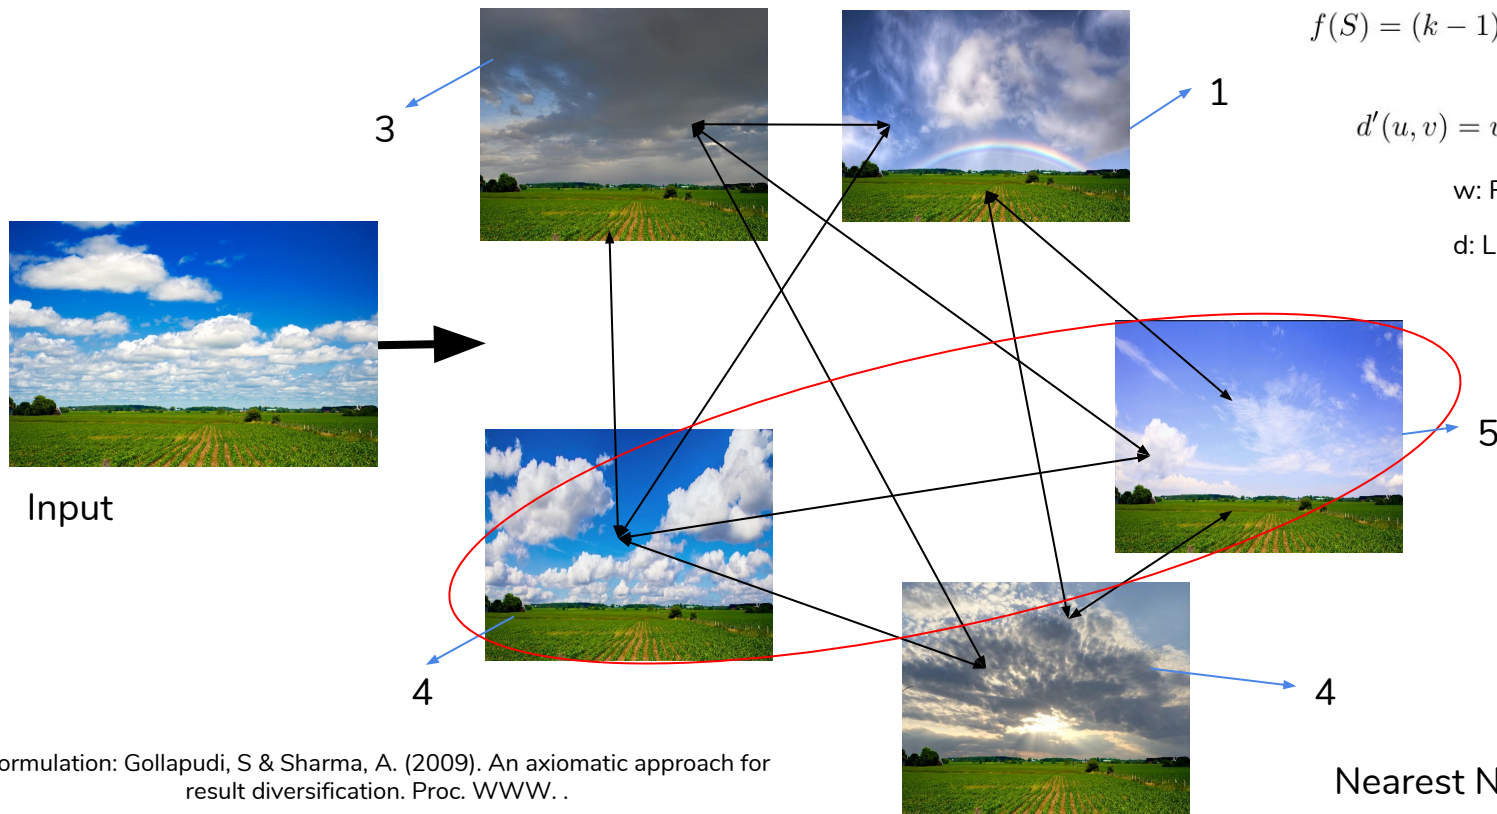 f(S) = (k − 1)
3
1
d′(u, v) =
w:
d:
5
Input
4
4
ormulation: Gollapudi, S & Sharma, A. (2009). An axiomatic approach for
result diversification. Proc. WWW. .
Nearest N